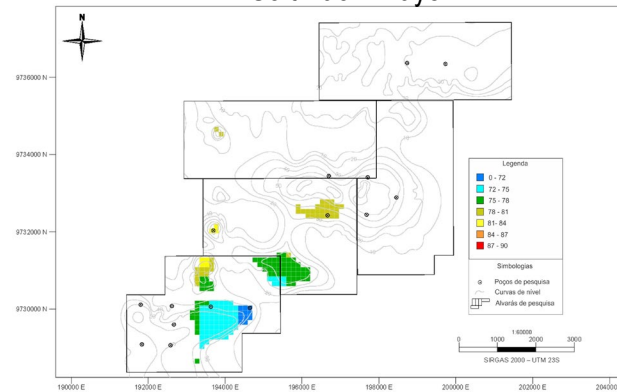 N
9736000 N
9734000 N
9732000 N
9730000 N
190000 E
192000 E
194000 E
196000 E
198000 E
200000 E
202000 E
204000 E
Legenda
0 - 72
72 - 75
75 - 78
78 - 81
81- 84
84 - 87
87 - 90
Simbologias
Poços de pesquisa
Curvas de nível
Alvarás de pesquisa
1:60000
0
1000
2000
3000
SIRGAS 2000 – UTM 23S